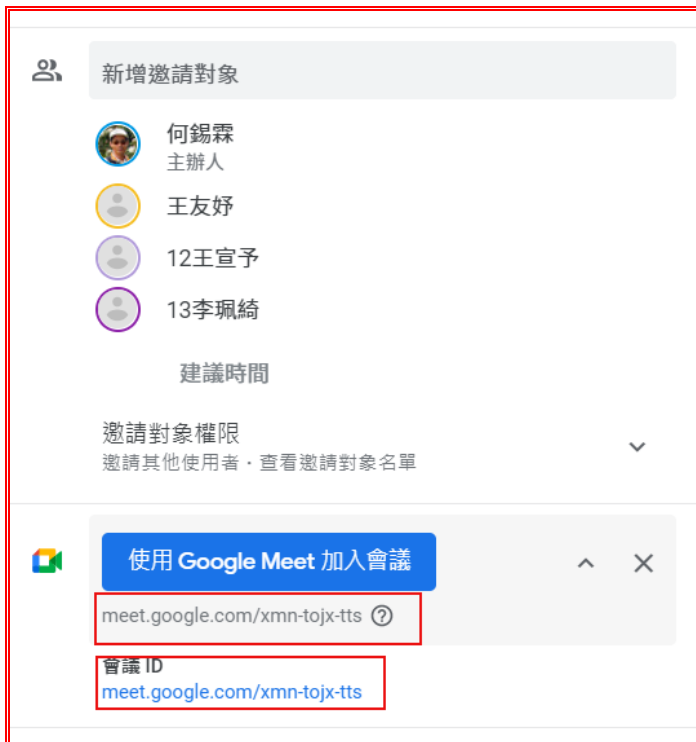 新增邀請對象
何錫霖
主辦人
王友妤
12王宣予
13李珮綺
建議時間
邀請對象權限
邀請其他使用者・查看邀請對象名單
使用 Google Meet 加入會議
meet.google.com/xmn-tojx-tts
會議 ID
meet.google.com/xmn-tojx-tts